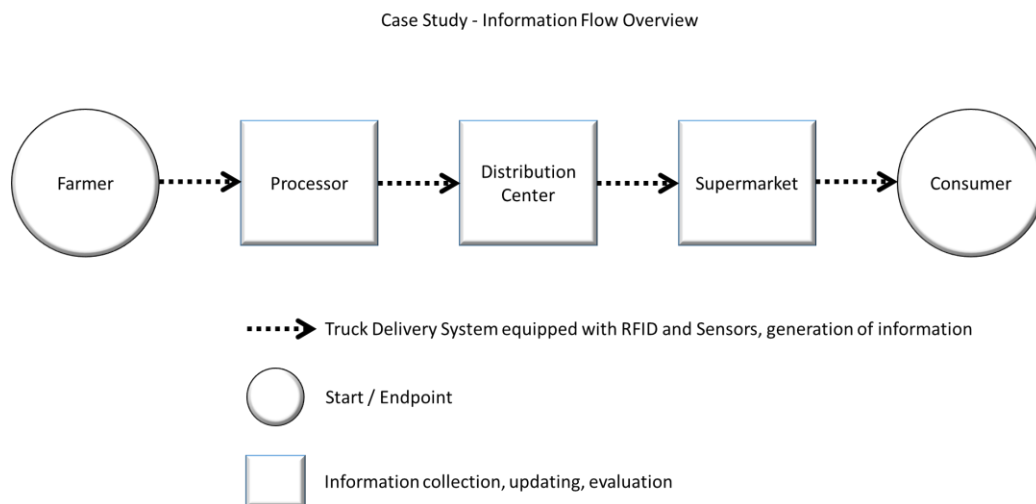 Case Study - Information Flow Overview
Farmer
Processor
Distribution
Center
Supermarket
Consumer
Truck Delivery System equipped with RFID and Sensors, generation of information
Start / Endpoint
Information collection, updating, evaluation